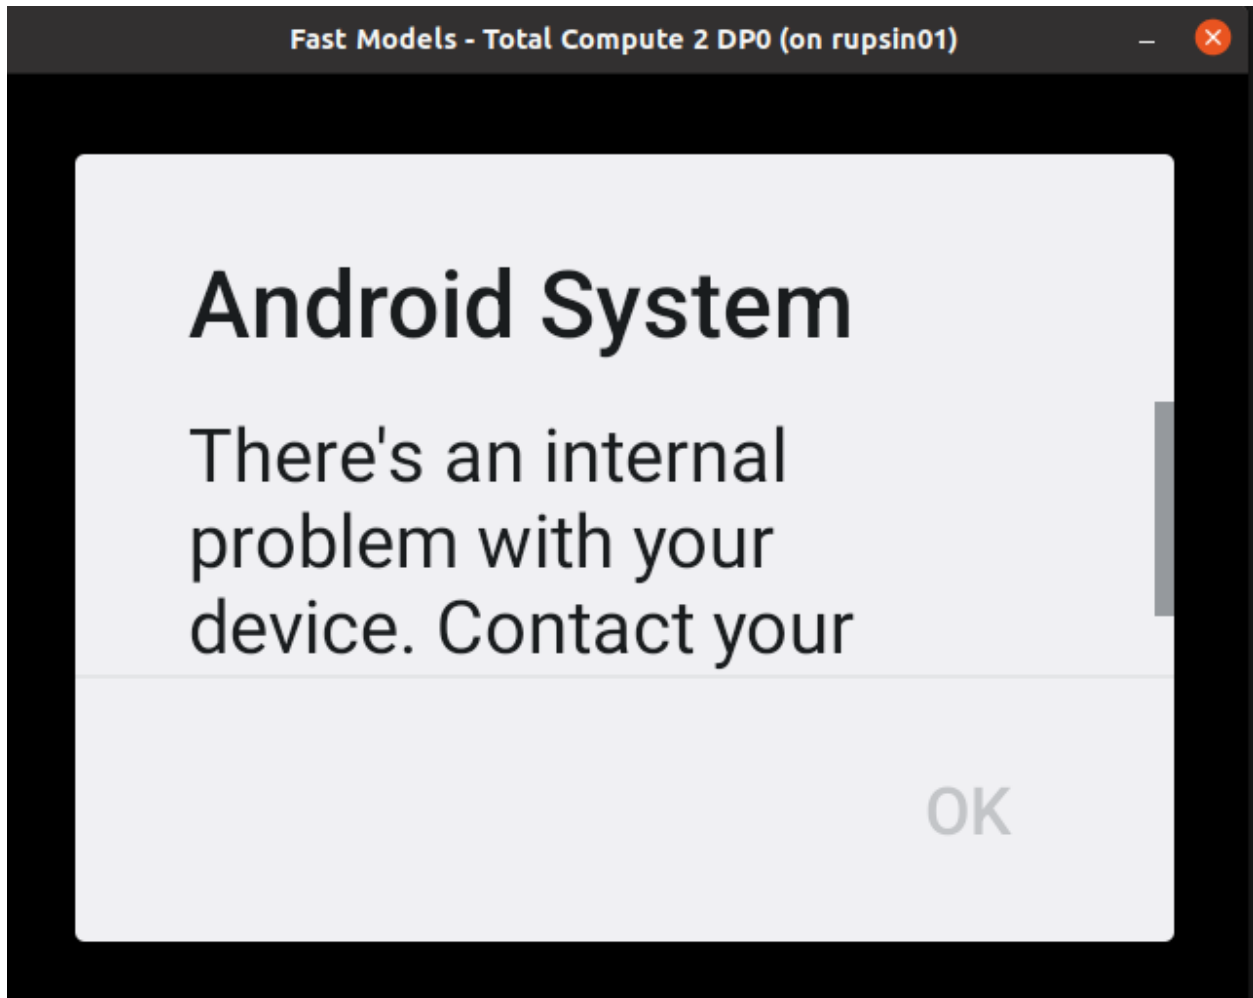 Fast Models - Total Compute 2 DP0 (on rupsin01)
Android System
There's an internal
problem with your
device. Contact your
OK